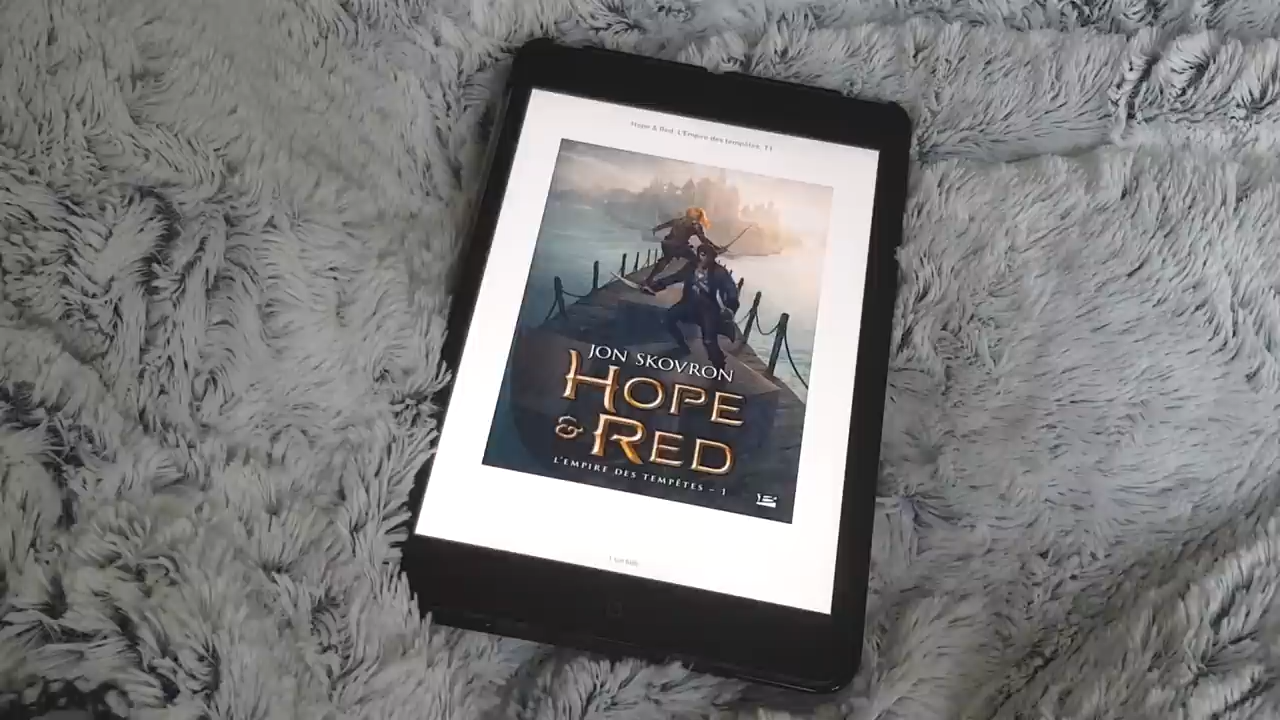 Hope & Red, L'Empire des tempêtes, T1
JON SKOVRON
HOPE
& RED
L'EMPIRE DES TEMPÊTES – 1